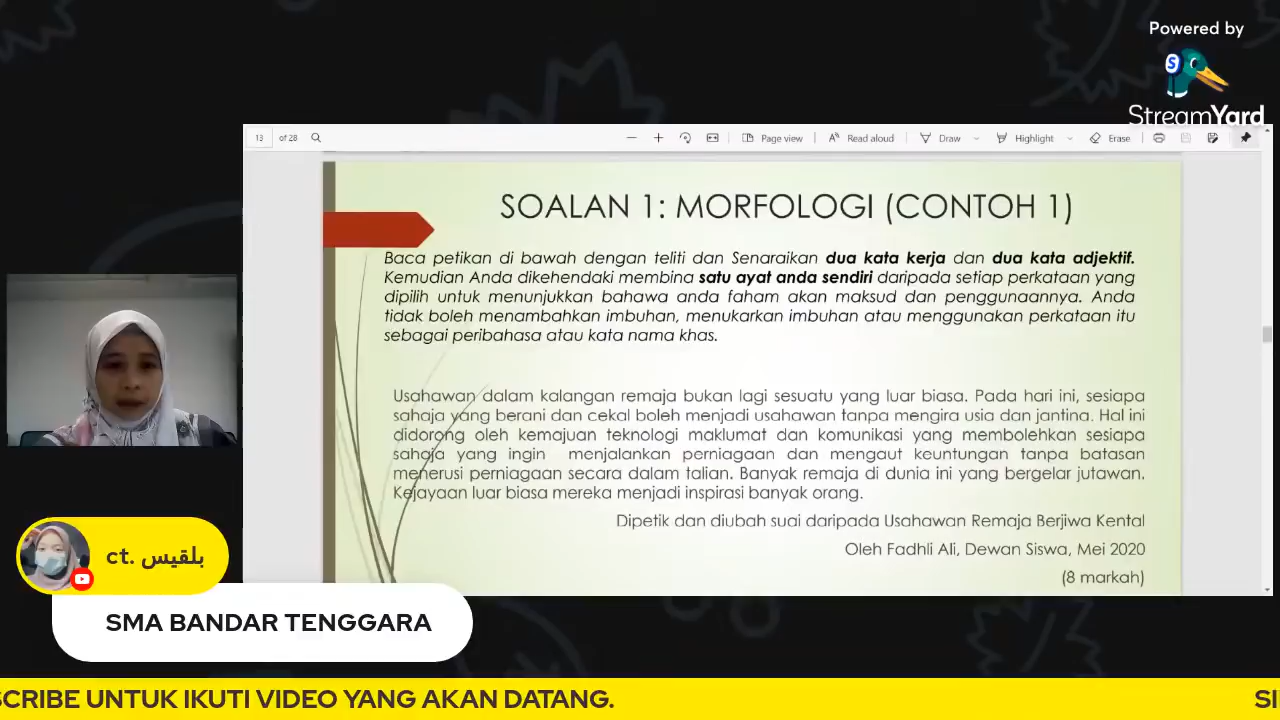 Powered by
StreamYard
13 of 28
Page view
Read aloud
Draw
Highlight
Erase
SOALAN 1: MORFOLOGI (CONTOH 1)
Baca petikan di bawah dengan teliti dan Senaraikan dua kata kerja dan dua kata adjektif.
Kemudian Anda dikehendaki membina satu ayat anda sendiri daripada setiap perkataan yang
dipilih untuk menunjukkan bahawa anda faham akan maksud dan penggunaannya. Anda
tidak boleh menambahkan imbuhan, menukarkan imbuhan atau menggunakan perkataan itu
sebagai peribahasa atau kata nama khas.
Usahawan dalam kalangan remaja bukan lagi sesuatu yang luar biasa. Pada hari ini, sesiapa
sahaja yang berani dan cekal boleh menjadi usahawan tanpa mengira usia dan jantina. Hal ini
didorong oleh kemajuan teknologi maklumat dan komunikasi yang membolehkan sesiapa
sahaja yang ingin menjalankan perniagaan dan mengaut keuntungan tanpa batasan
menerusi perniagaan secara dalam talian. Banyak remaja di dunia ini yang bergelar jutawan.
Kejayaan luar biasa mereka menjadi inspirasi banyak orang.
Dipetik dan diubah suai daripada Usahawan Remaja Berjiwa Kental
Oleh Fadhli Ali, Dewan Siswa, Mei 2020
(8 markah)
ct. بلقيس
SMA BANDAR TENGGARA
SCRIBE UNTUK IKUTI VIDEO YANG AKAN DATANG.
SI